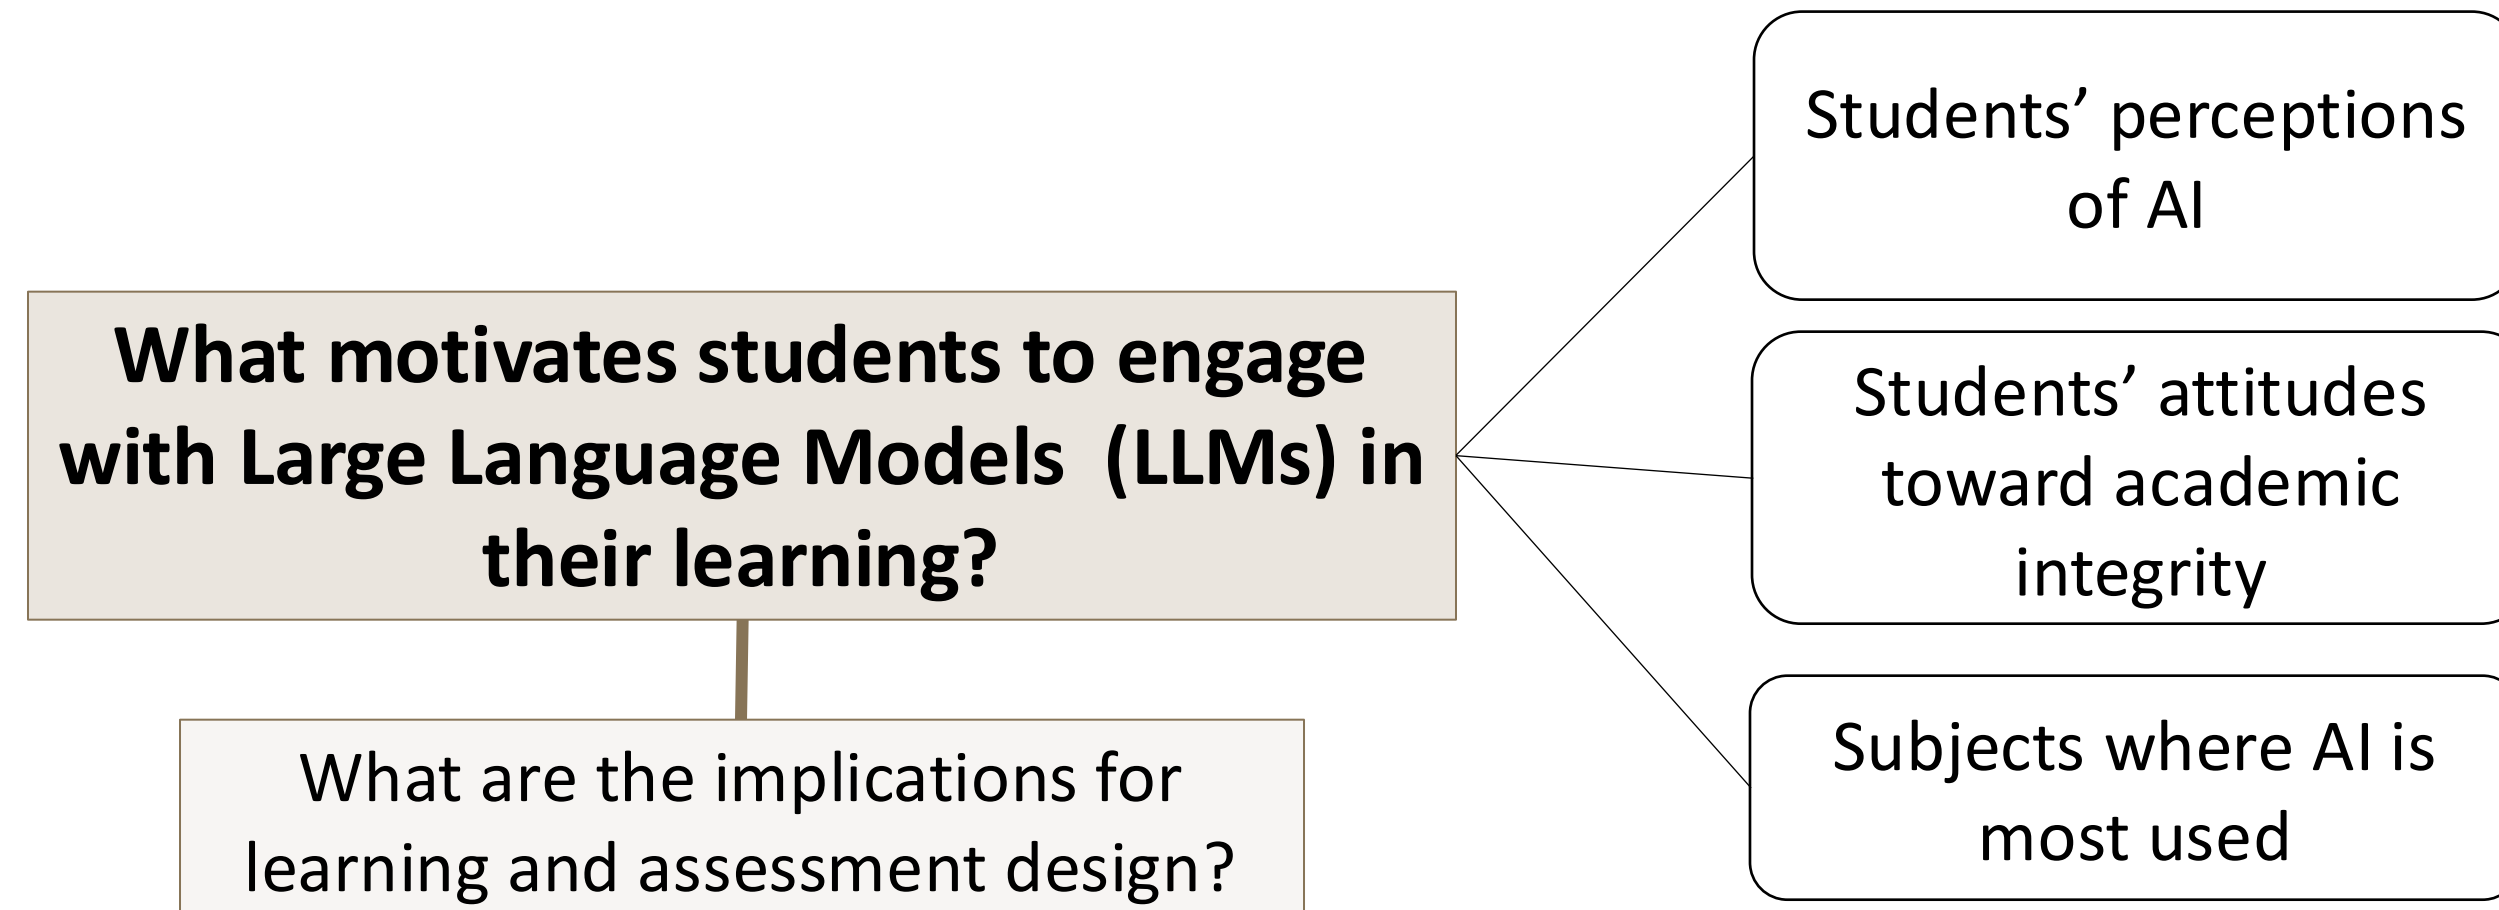 What motivates students to engage
with Large Language Models (LLMs) in
their learning?
What are the implications for
learning and assessment design?
Students’ perceptions
of AI
Students’ attitudes
toward academic
integrity
Subjects where AI is
most used